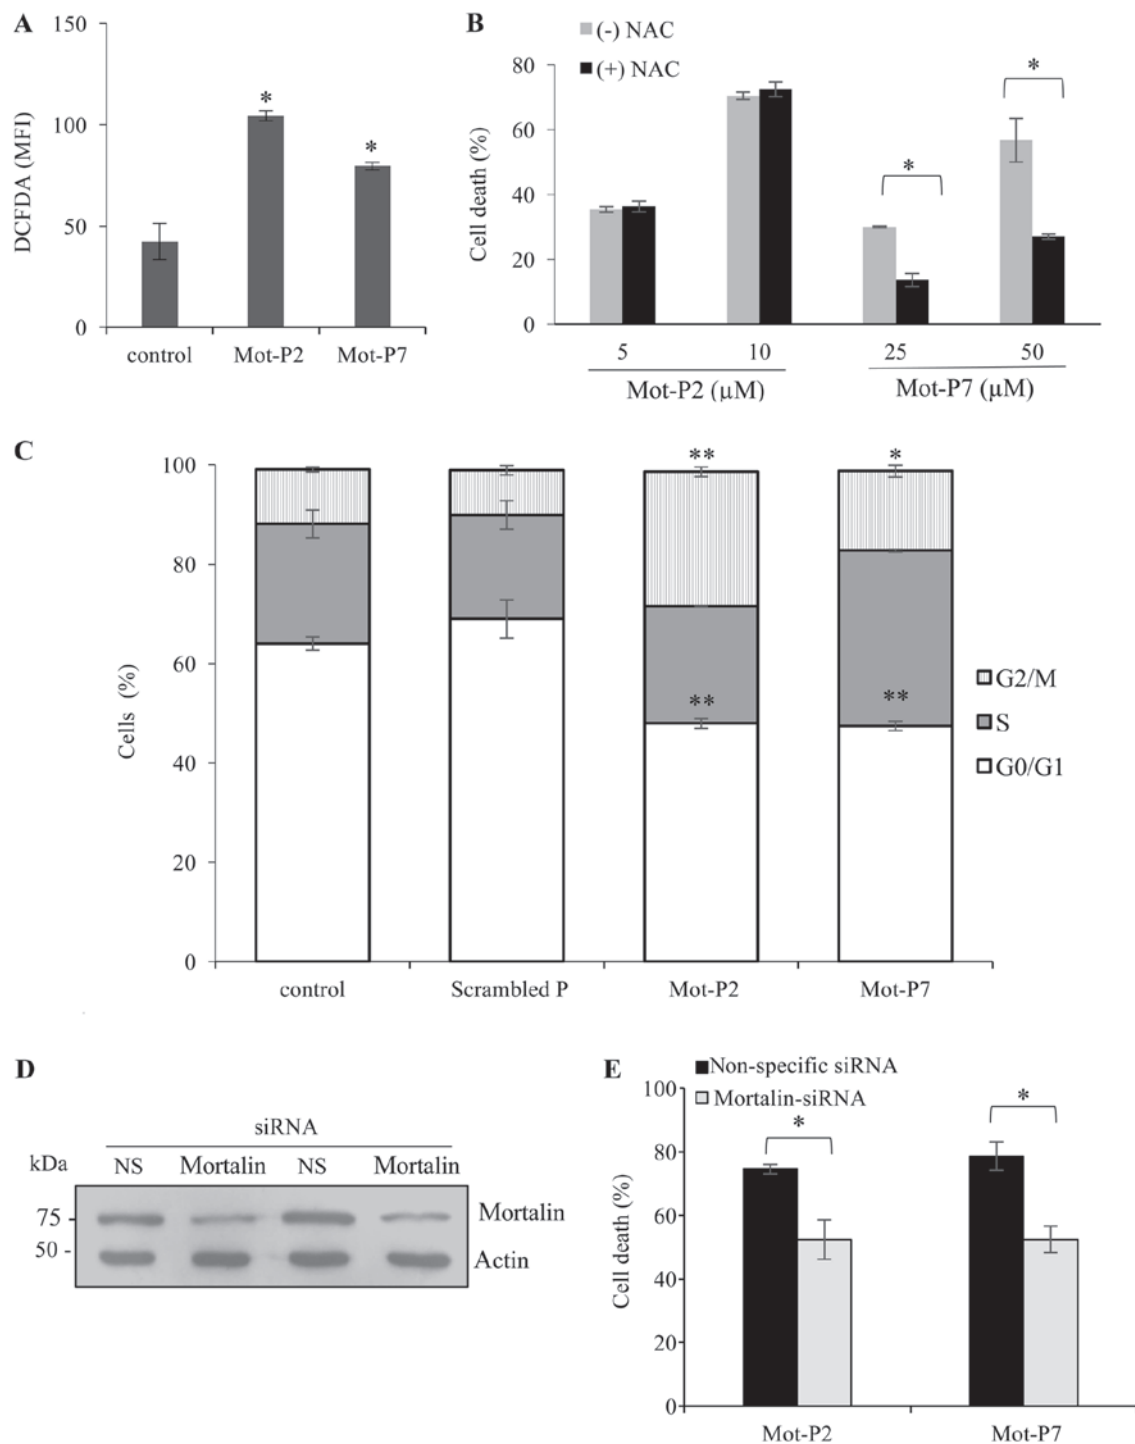 A
150
100
50
0
DCFDA (MFI)
*
*
control Mot-P2 Mot-P7
B
(-) NAC
(+) NAC
80
60
40
20
0
Cell death (%)
*
*
5 10 25 50
Mot-P2 (µM) Mot-P7 (µM)
C
100
80
60
40
20
0
Cells (%)
** *
** **
G2/M
S
G0/G1
control Scrambled P Mot-P2 Mot-P7
D
siRNA
kDa NS Mortalin NS Mortalin
75 - Mortalin
50 - Actin
E
Non-specific siRNA
Mortalin-siRNA
100
80
60
40
20
0
Cell death (%)
* *
Mot-P2 Mot-P7